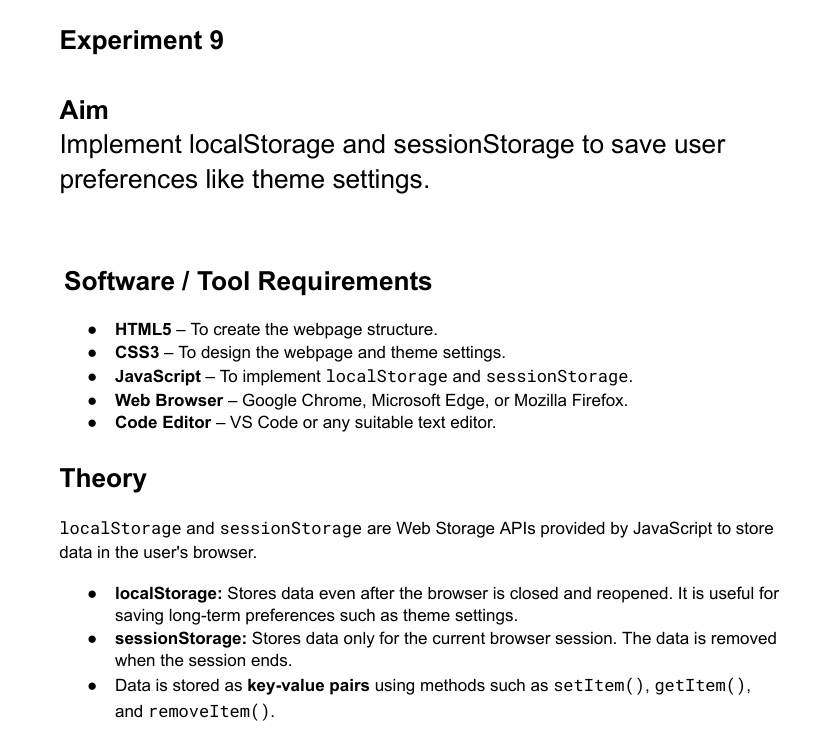 Experiment 9
Aim
Implement localStorage and sessionStorage to save user
preferences like theme settings.
Software / Tool Requirements
● HTML5 – To create the webpage structure.
● CSS3 – To design the webpage and theme settings.
● JavaScript – To implement localStorage and sessionStorage.
● Web Browser – Google Chrome, Microsoft Edge, or Mozilla Firefox.
● Code Editor – VS Code or any suitable text editor.
Theory
localStorage and sessionStorage are Web Storage APIs provided by JavaScript to store
data in the user's browser.
● localStorage: Stores data even after the browser is closed and reopened. It is useful for
saving long-term preferences such as theme settings.
● sessionStorage: Stores data only for the current browser session. The data is removed
when the session ends.
● Data is stored as key-value pairs using methods such as setItem(), getItem(),
and removeItem().